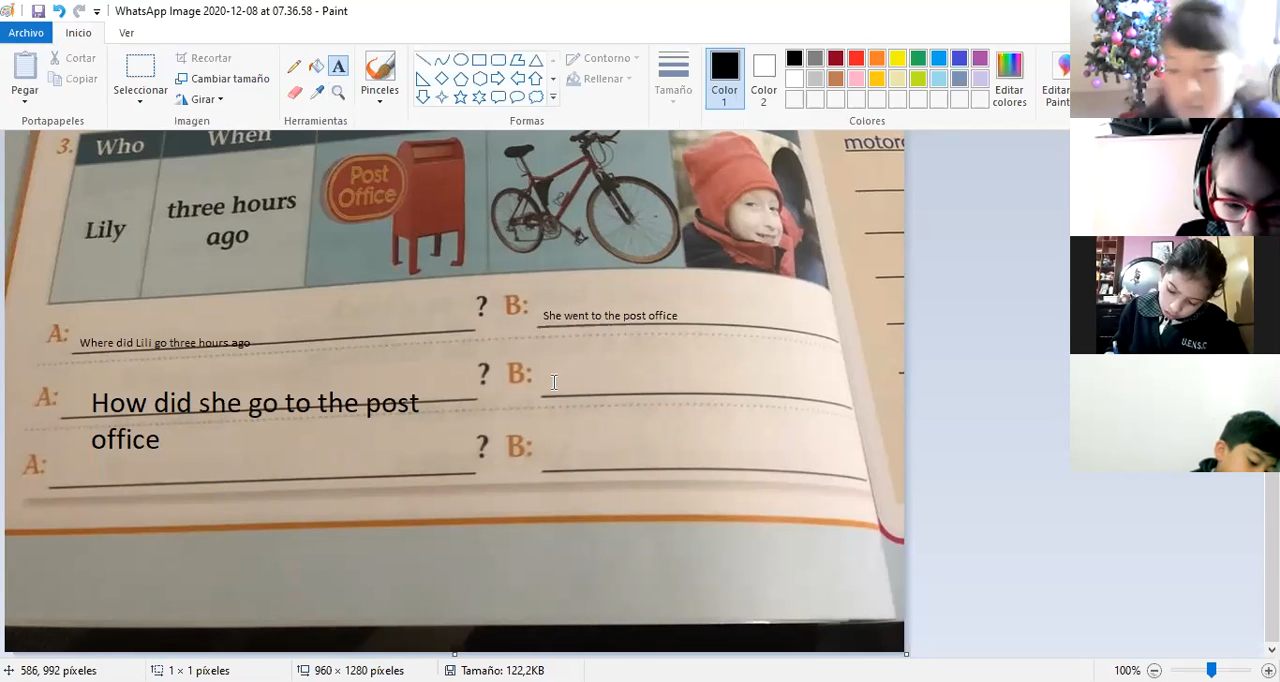 WhatsApp Image 2020-12-08 at 07.36.58 - Paint
Archivo Inicio Ver
Pegar
Cortar
Copiar
Portapapeles
Seleccionar
Recortar
Cambiar tamaño
Girar
Imagen
A
Herramientas
Pinceles
Contorno
Rellenar
Formas
Tamaño
Color 1
Color 2
Editar colores
Editar
Paint
Colores
3. Who When
Lily three hours ago
Post Office
A: Where did Lili go three hours ago ? B: She went to the post office
A: How did she go to the post office ? B:
A: ? B:
U.E.N.S.C
586, 992 píxeles 1 × 1 píxeles 960 × 1280 píxeles Tamaño: 122,2KB 100%